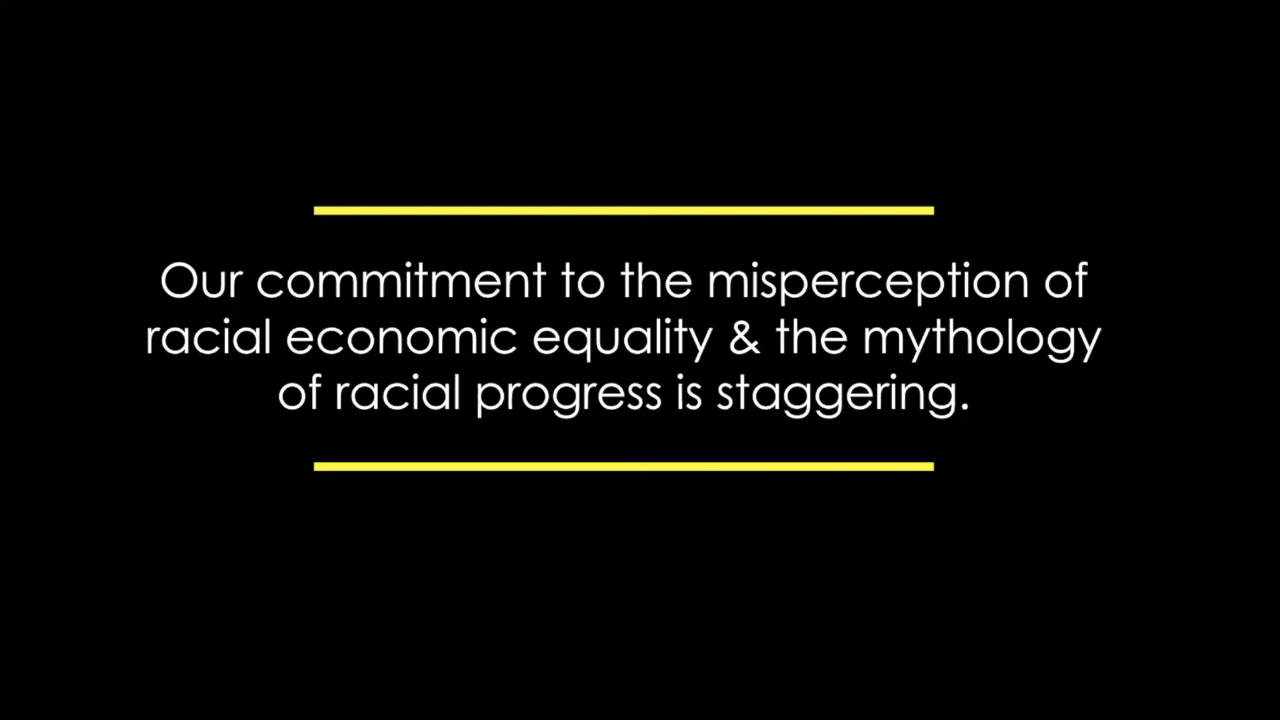 Our commitment to the misperception of
racial economic equality & the mythology
of racial progress is staggering.